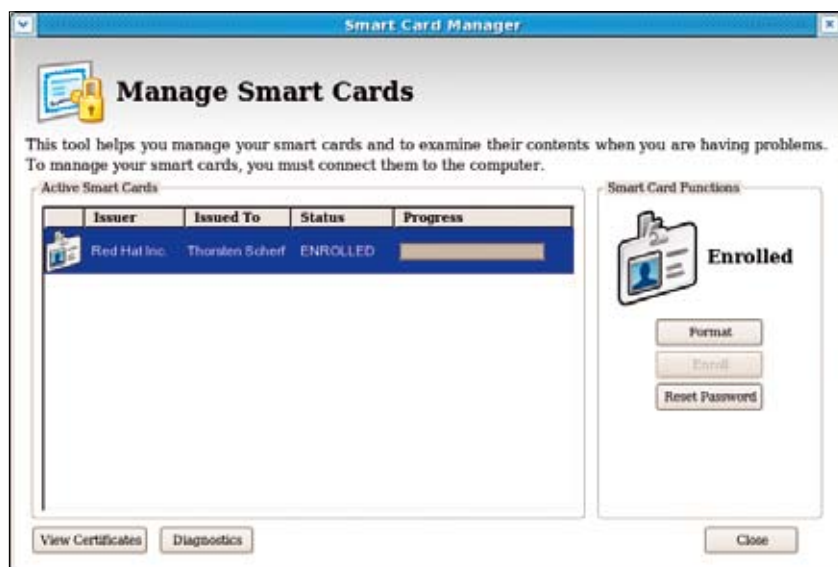 Smart Card Manager
Manage Smart Cards
This tool helps you manage your smart cards and to examine their contents when you are having problems.
To manage your smart cards, you must connect them to the computer.
Active Smart Cards
Issuer Issued To Status Progress
Red Hat Inc. Thorsten Scherf ENROLLED
Smart Card Functions
Enrolled
Format
Enroll
Reset Password
View Certificates Diagnostics Close